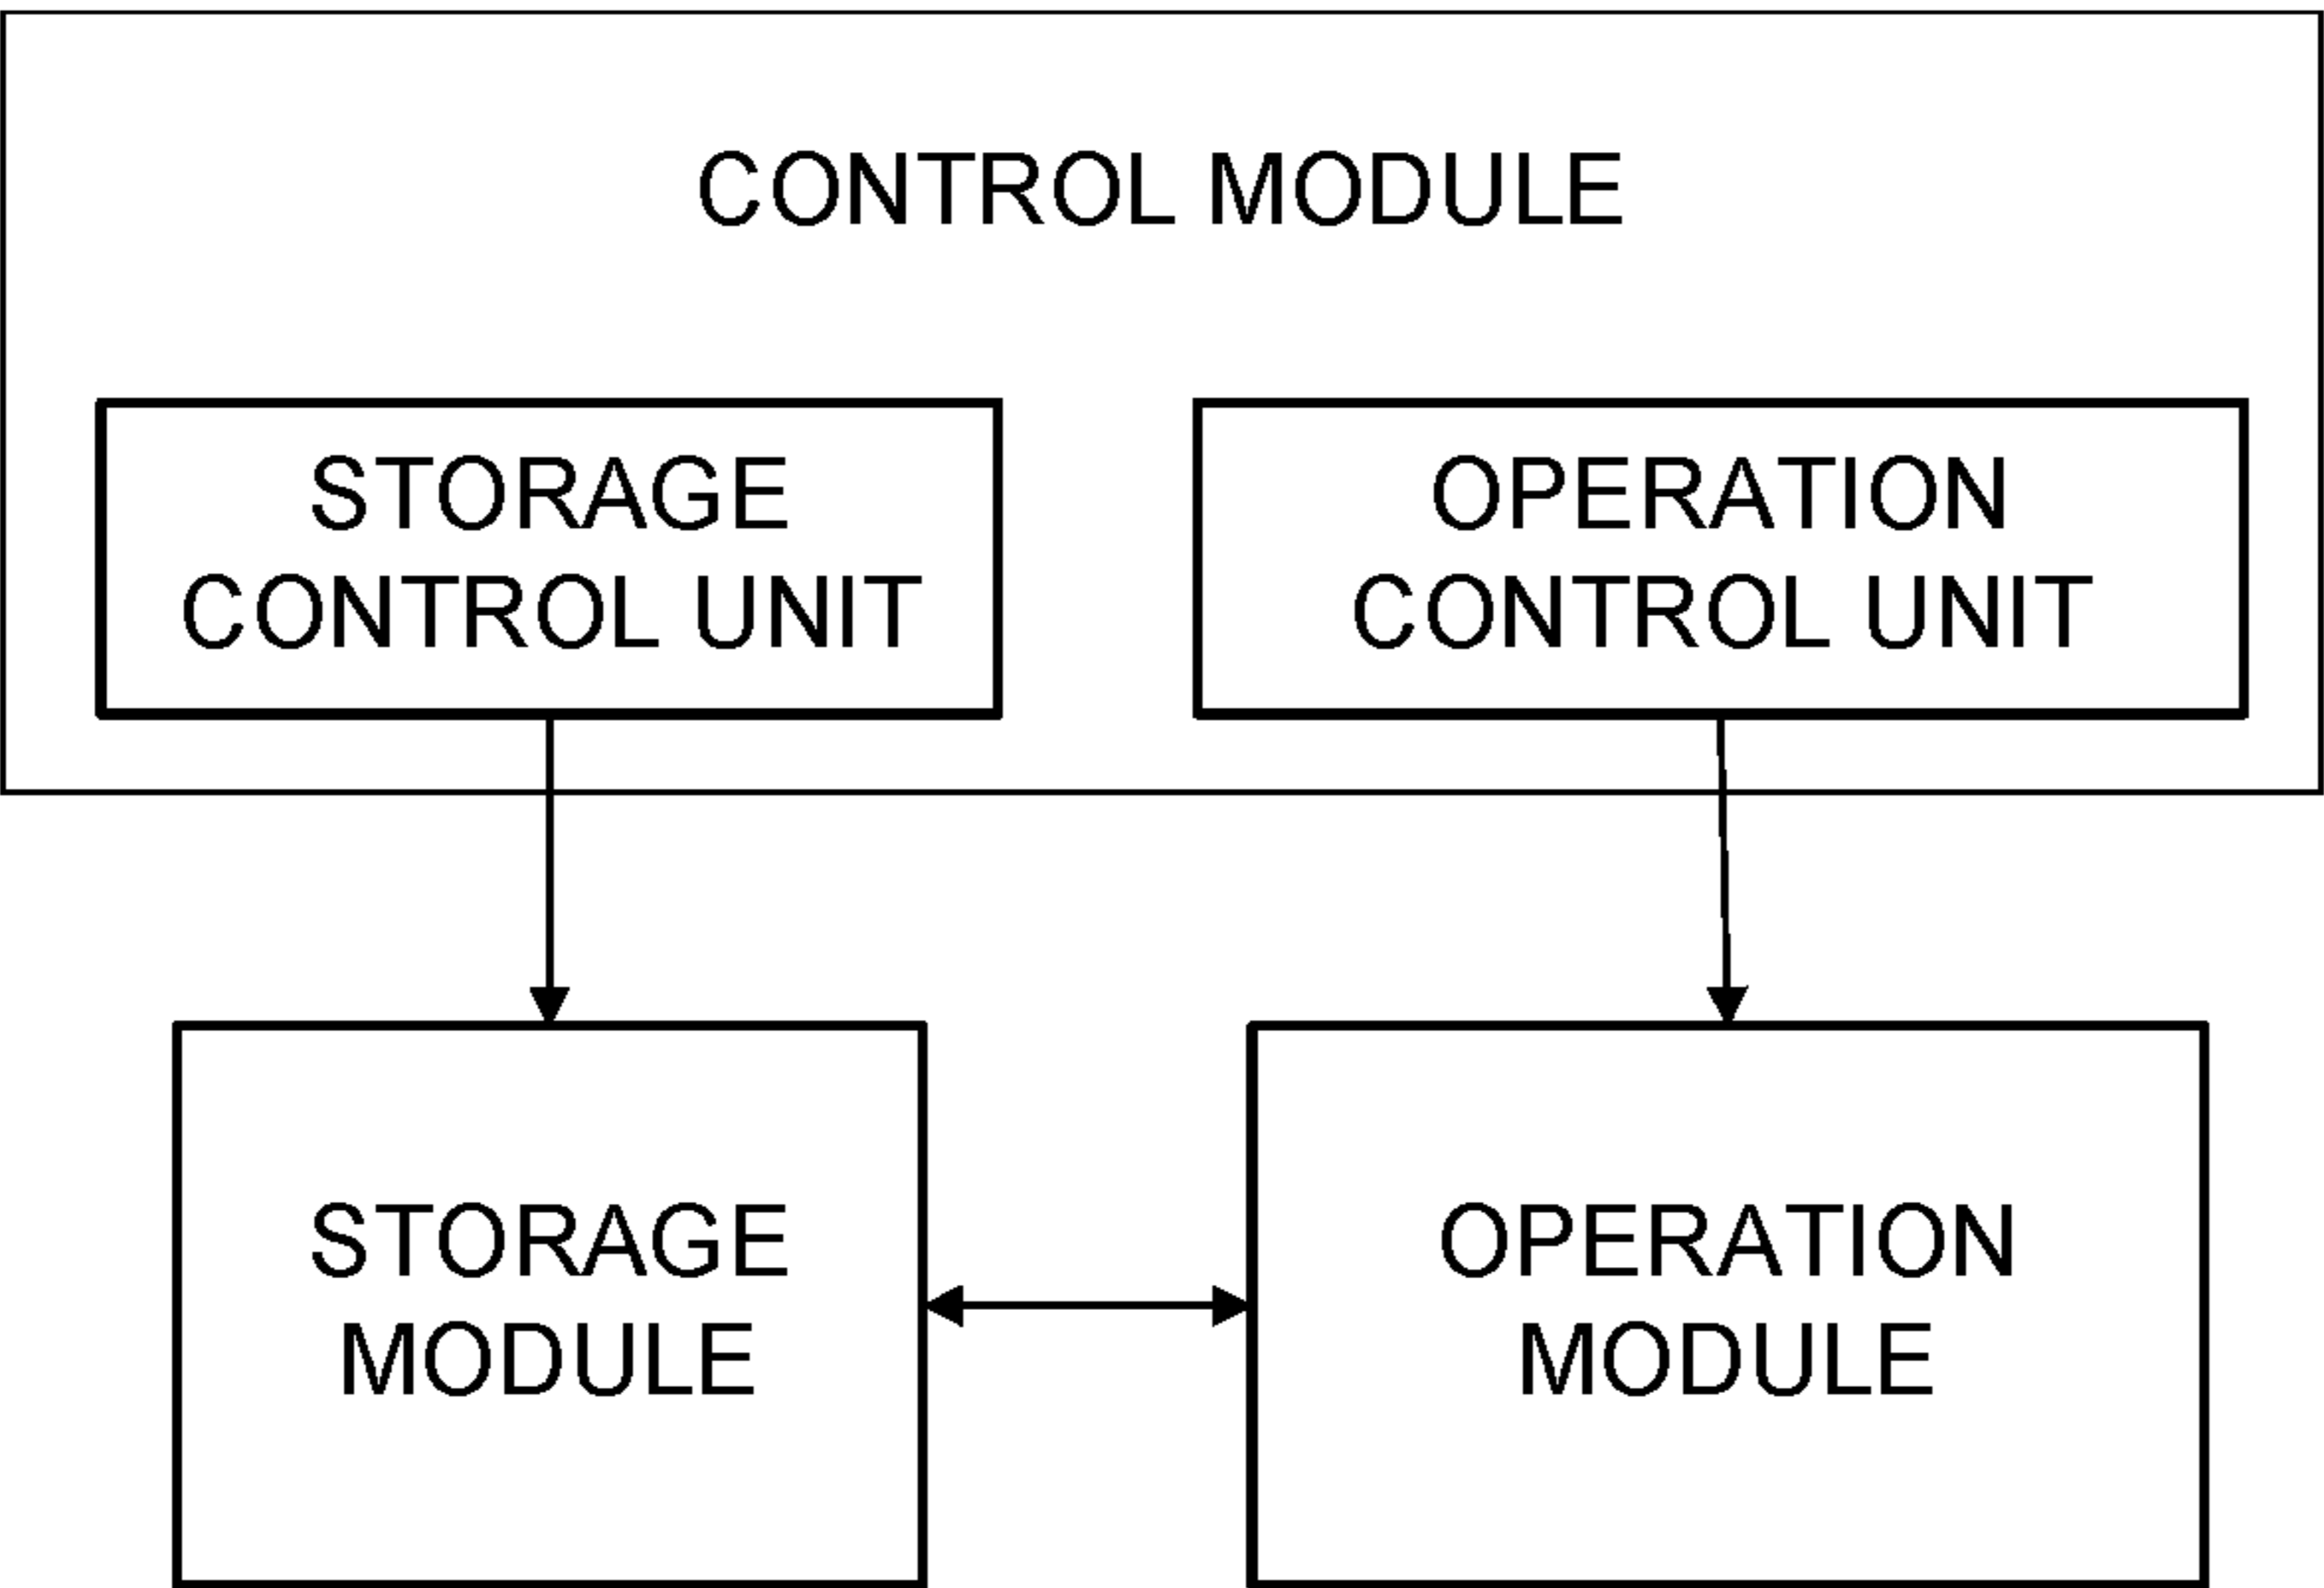 CONTROL MODULE
STORAGE
CONTROL UNIT
OPERATION
CONTROL UNIT
STORAGE
MODULE
OPERATION
MODULE